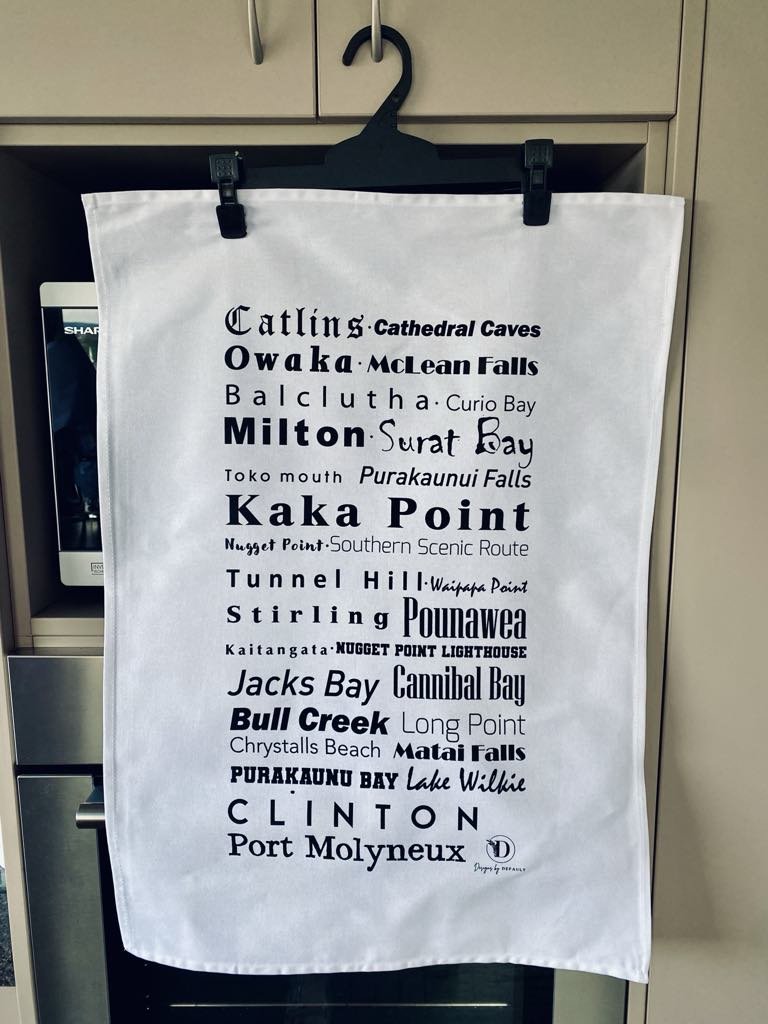 SHAR
Catlins · Cathedral Caves
Owaka · McLean Falls
Balclutha · Curio Bay
Milton · Surat Bay
Toko mouth Purakaunui Falls
Kaka Point
Nugget Point · Southern Scenic Route
Tunnel Hill · Waipapa Point
Stirling Pounawea
Kaitangata · NUGGET POINT LIGHTHOUSE
Jacks Bay Cannibal Bay
Bull Creek Long Point
Chrystalls Beach Matai Falls
PURAKAUNU BAY Lake Wilkie
CLINTON
Port Molyneux D
Designs by DEFAULT